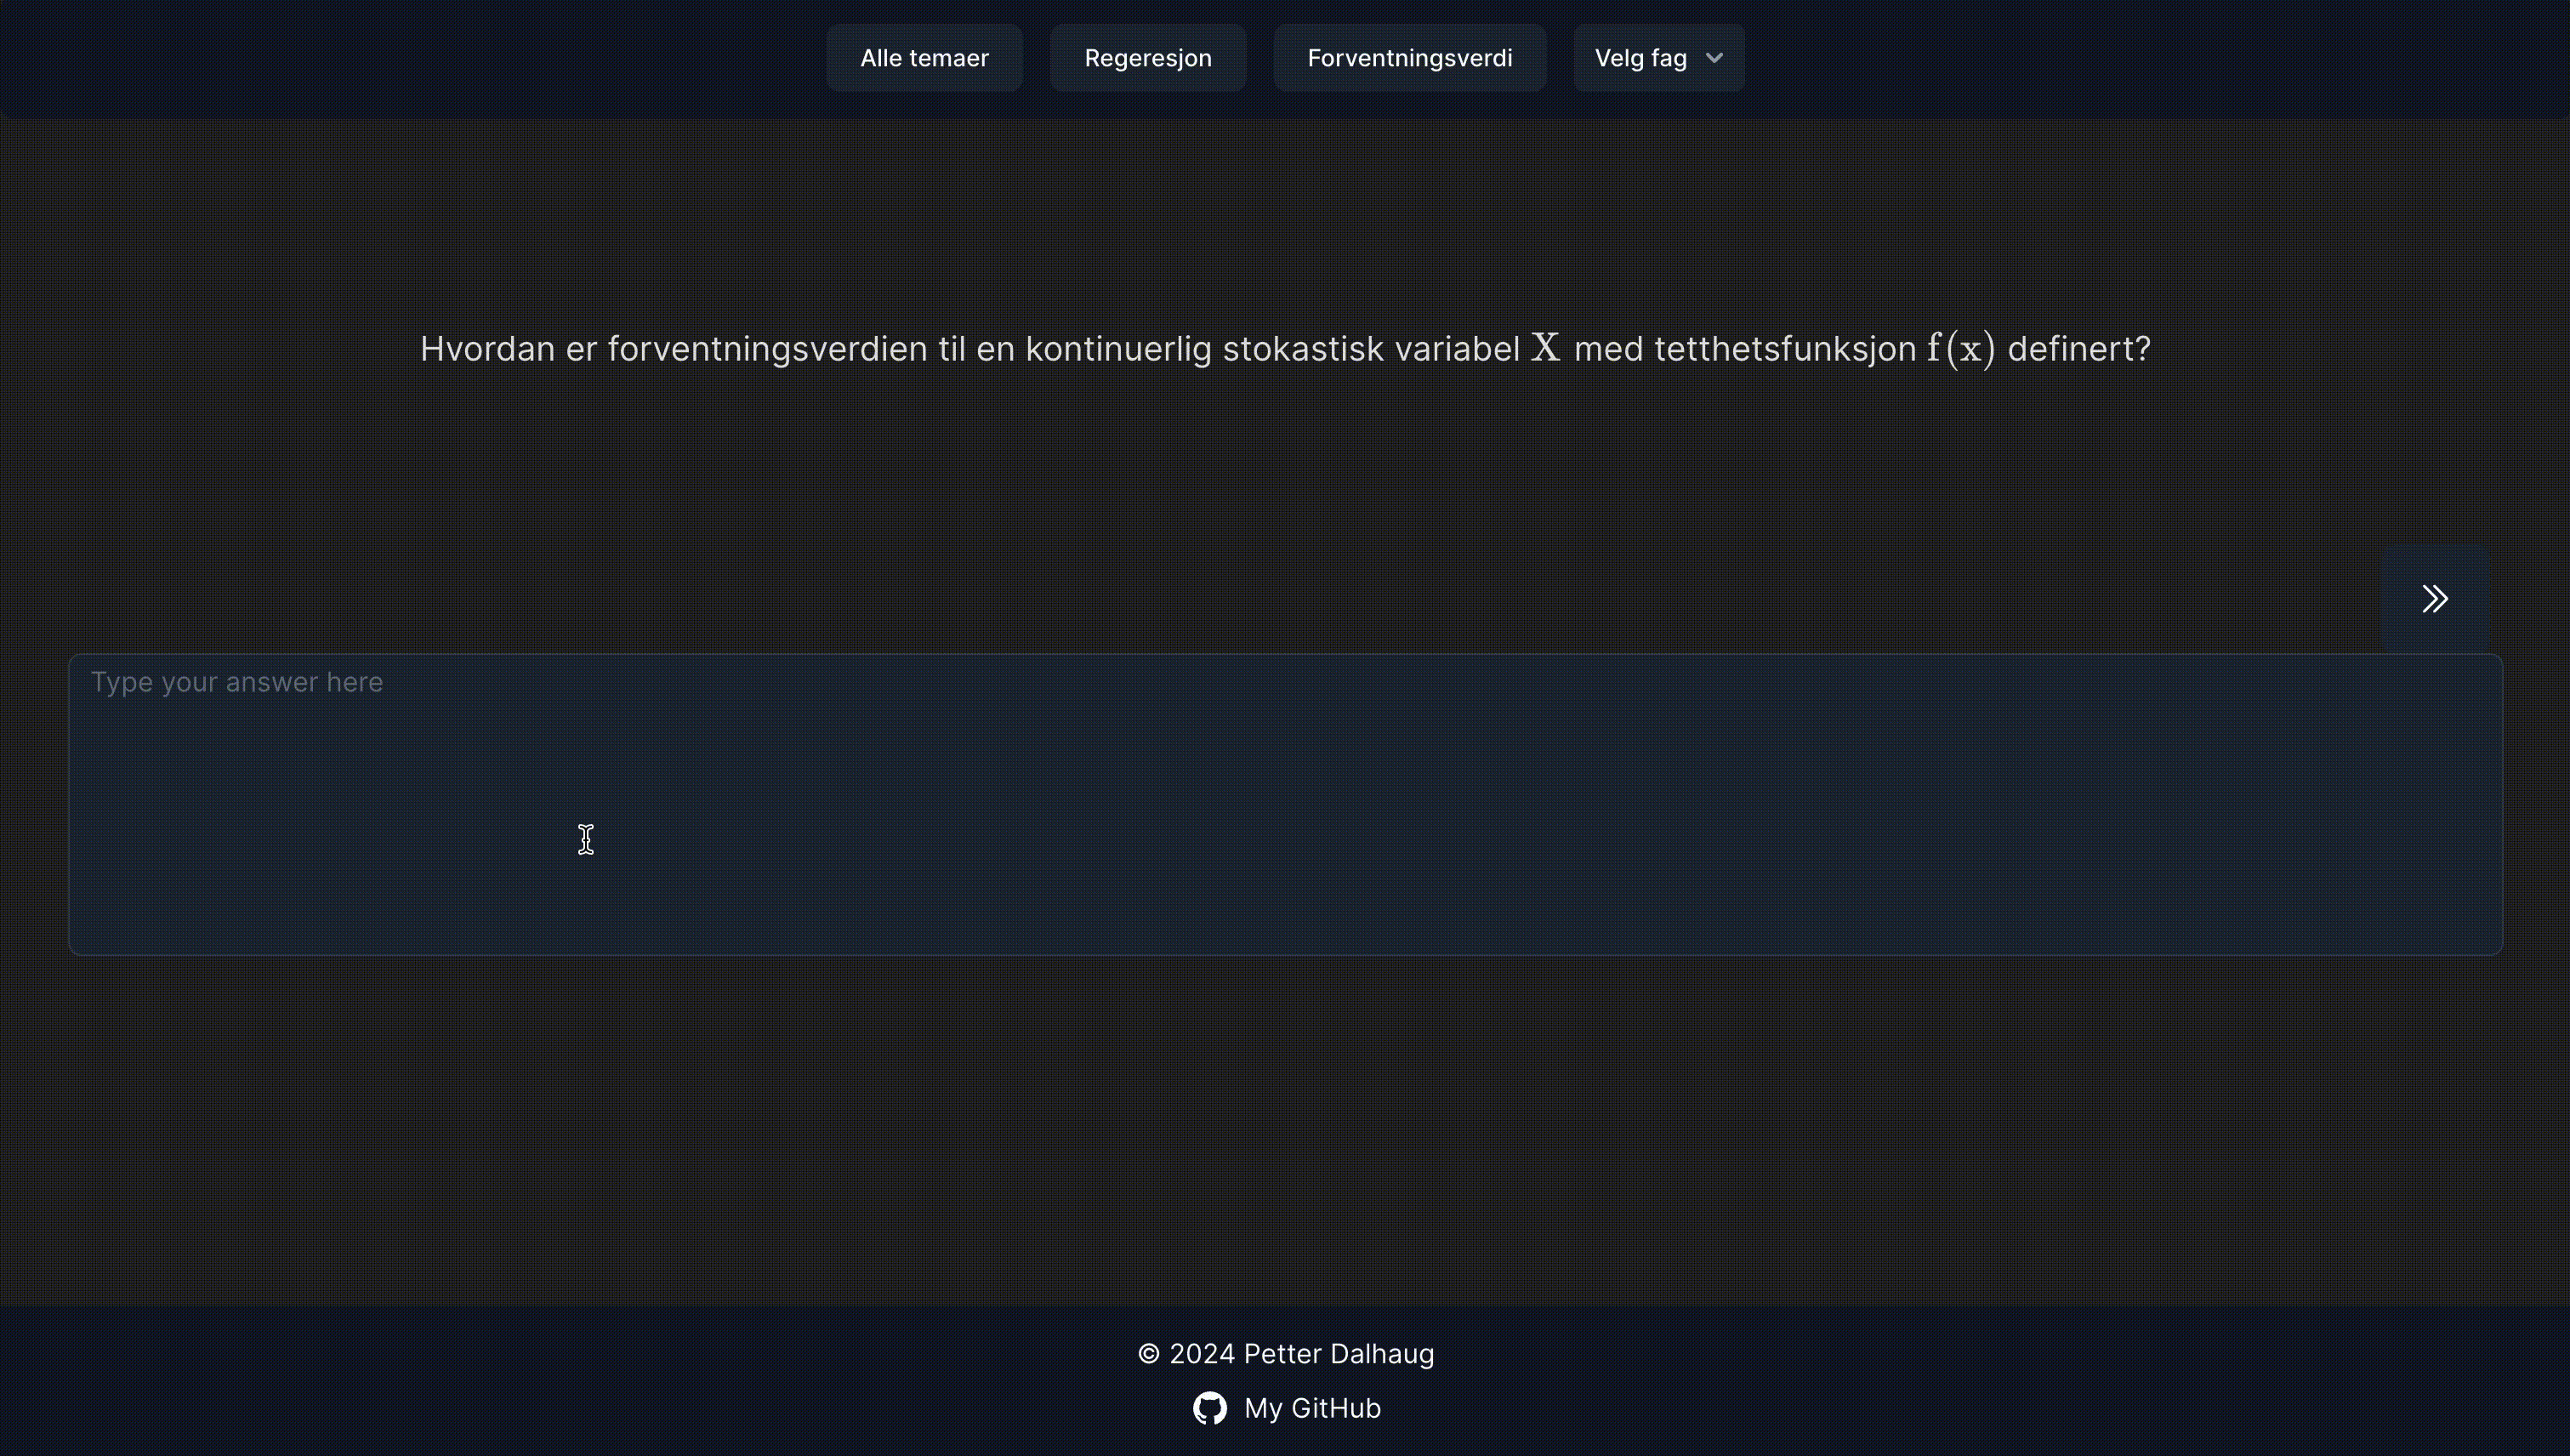 Alle temaer
Regeresjon
Forventningsverdi
Velg fag
Hvordan er forventningsverdien til en kontinuerlig stokastisk variabel X med tetthetsfunksjon f(x) definert?
Type your answer here
© 2024 Petter Dalhaug
My GitHub